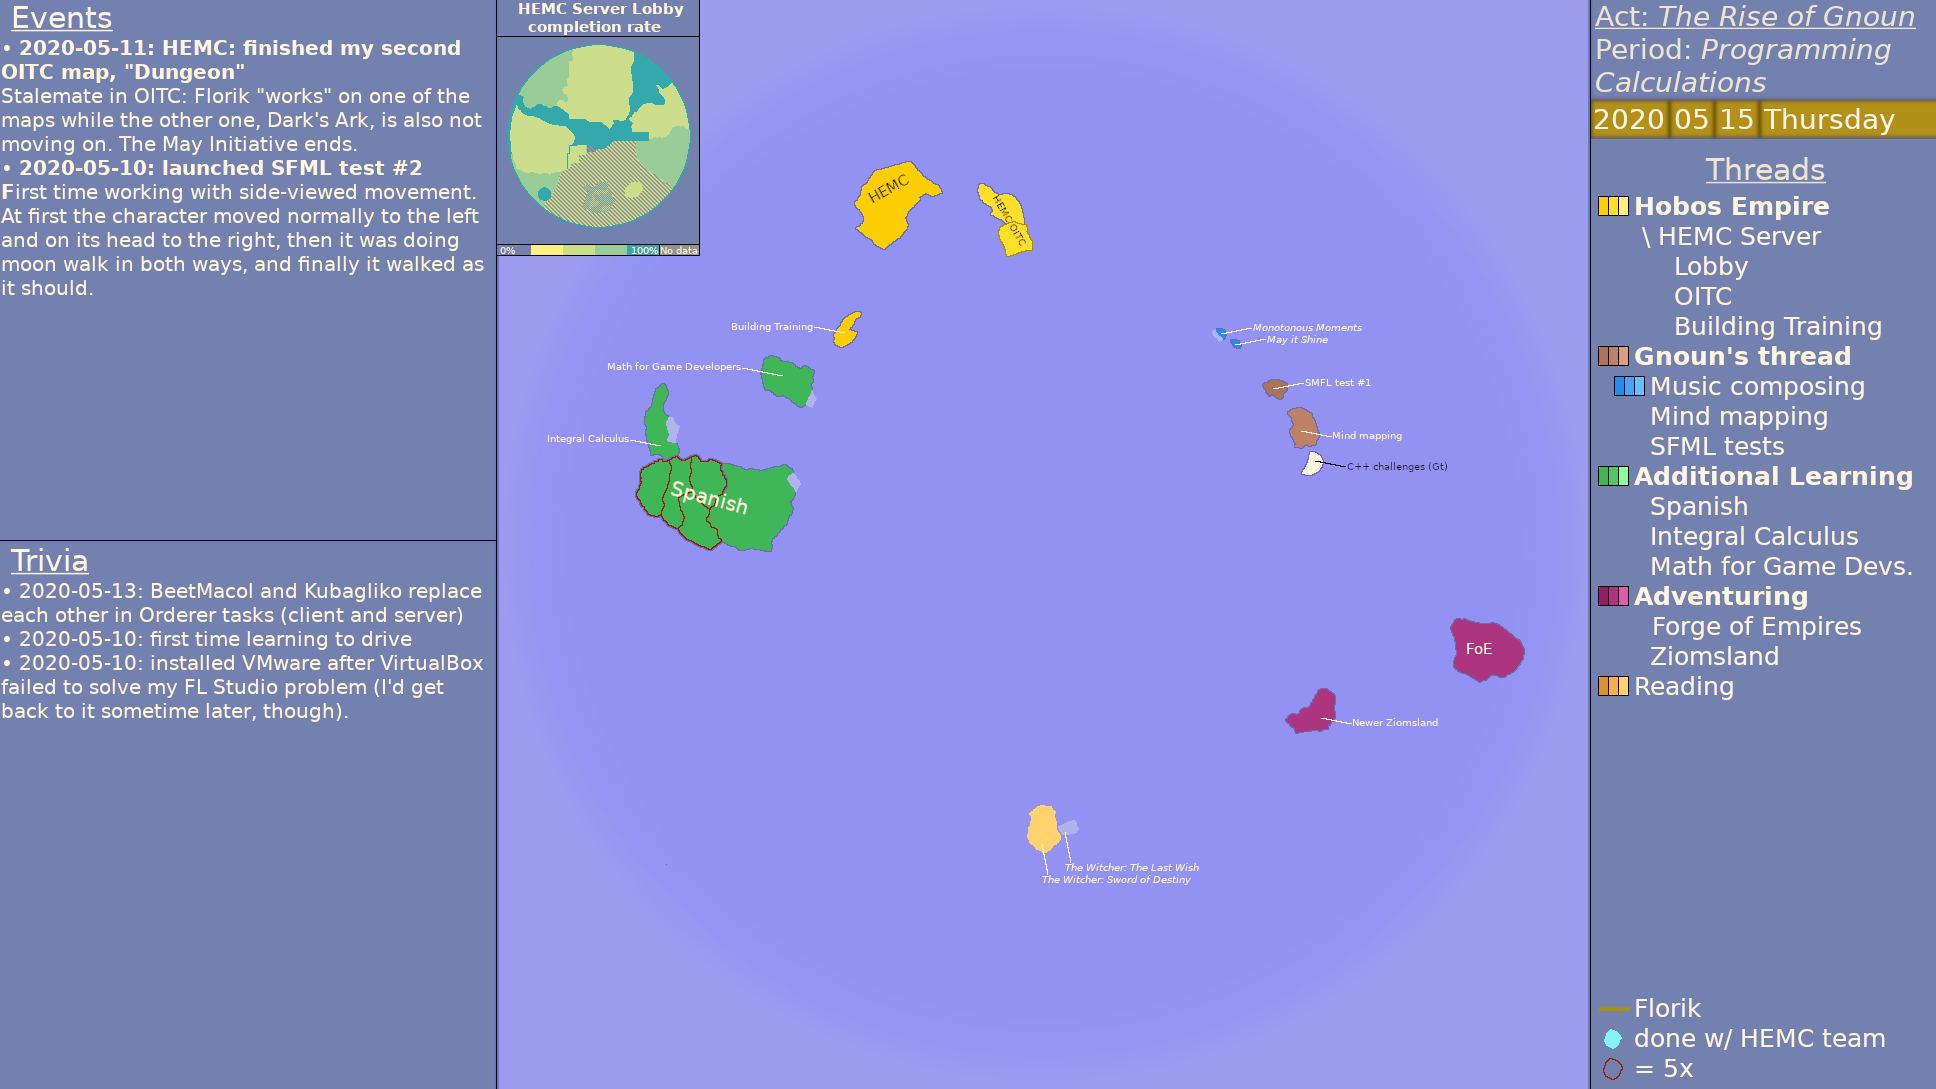 Events
• 2020-05-11: HEMC: finished my second
OITC map, "Dungeon"
Stalemate in OITC: Florik "works" on one of the
maps while the other one, Dark's Ark, is also not
moving on. The May Initiative ends.
• 2020-05-10: launched SFML test #2
First time working with side-viewed movement.
At first the character moved normally to the left
and on its head to the right, then it was doing
moon walk in both ways, and finally it walked as
it should.
Trivia
• 2020-05-13: BeetMacol and Kubagliko replace
each other in Orderer tasks (client and server)
• 2020-05-10: first time learning to drive
• 2020-05-10: installed VMware after VirtualBox
failed to solve my FL Studio problem (I'd get
back to it sometime later, though).
HEMC Server Lobby
completion rate
0% 100% No data
HEMC
HEMC
OITC
Building Training
Math for Game Developers
Integral Calculus
Spanish
Monotonous Moments
May it Shine
SMFL test #1
Mind mapping
C++ challenges (Gt)
FoE
Newer Ziomsland
The Witcher: The Last Wish
The Witcher: Sword of Destiny
Act: The Rise of Gnoun
Period: Programming
Calculations
2020 05 15 Thursday
Threads
Hobos Empire
\ HEMC Server
Lobby
OITC
Building Training
Gnoun's thread
Music composing
Mind mapping
SFML tests
Additional Learning
Spanish
Integral Calculus
Math for Game Devs.
Adventuring
Forge of Empires
Ziomsland
Reading
Florik
done w/ HEMC team
= 5x